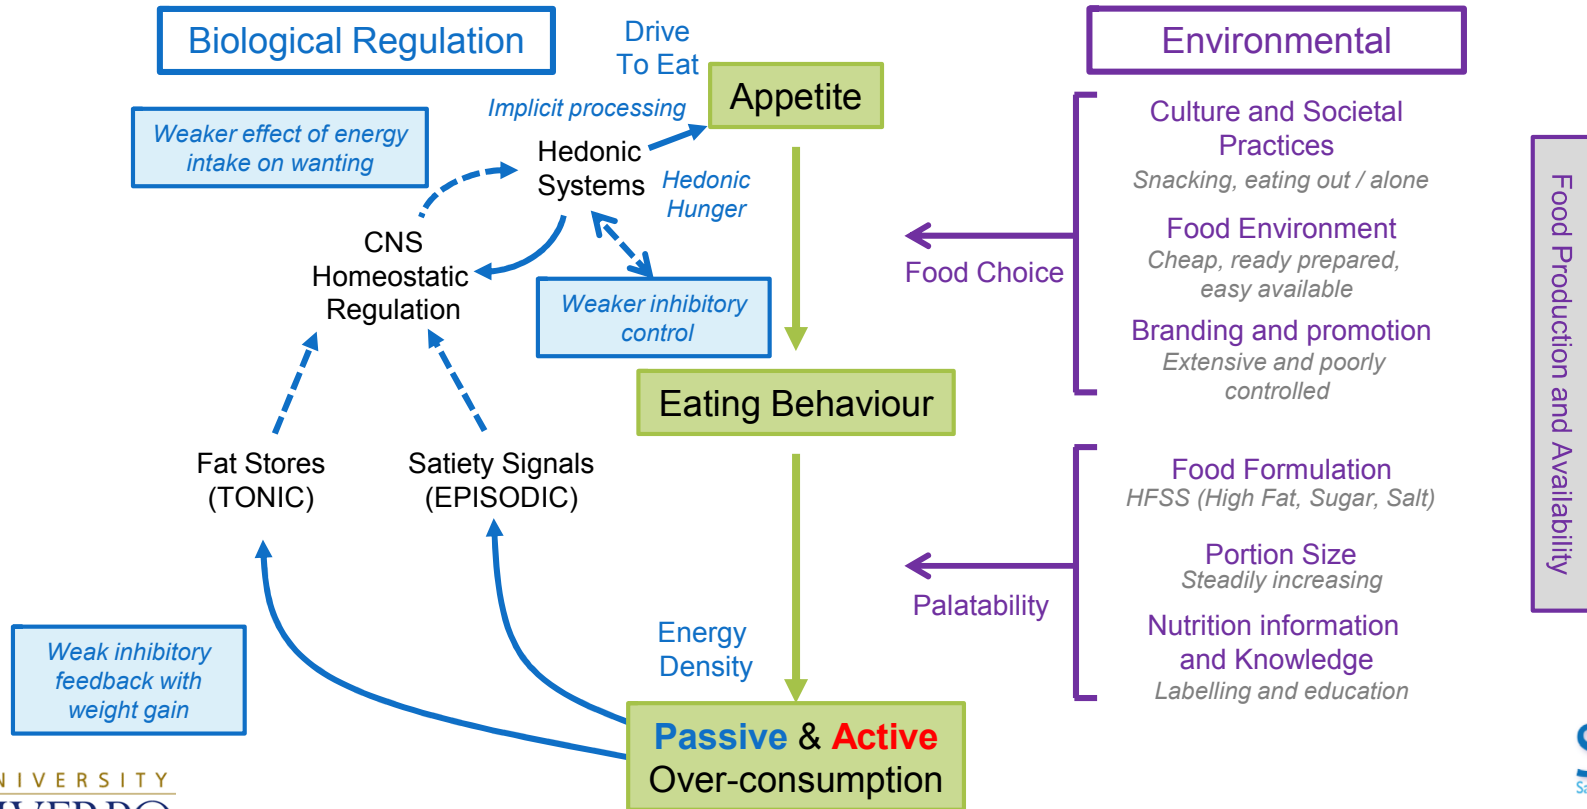 Biological Regulation
Drive
To Eat
Appetite
Environmental
Implicit processing
Weaker effect of energy
intake on wanting
Hedonic
Systems
Hedonic
Hunger
CNS
Homeostatic
Regulation
Weaker inhibitory
control
Food Choice
Culture and Societal
Practices
Snacking, eating out / alone
Food Environment
Cheap, ready prepared,
easy available
Branding and promotion
Extensive and poorly
controlled
Food Production and Availability
Eating Behaviour
Fat Stores
(TONIC)
Satiety Signals
(EPISODIC)
Food Formulation
HFSS (High Fat, Sugar, Salt)
Portion Size
Steadily increasing
Palatability
Nutrition information
and Knowledge
Labelling and education
Energy
Density
Weak inhibitory
feedback with
weight gain
Passive & Active
Over-consumption
NIVERSITY